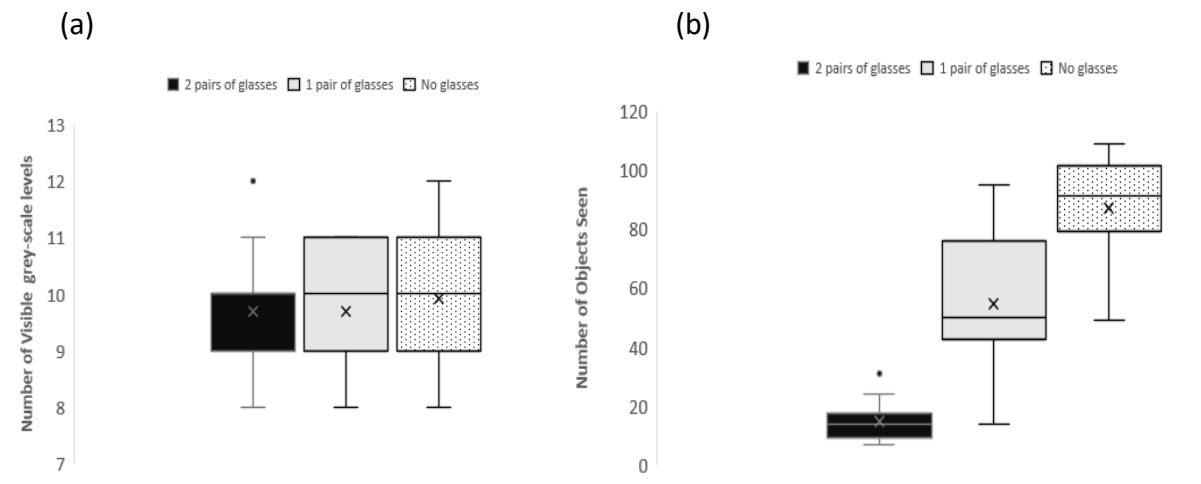 (a)
2 pairs of glasses 1 pair of glasses No glasses
13
12
11
10
9
8
7
Number of Visible grey-scale levels
(b)
2 pairs of glasses 1 pair of glasses No glasses
120
100
80
60
40
20
0
Number of Objects Seen